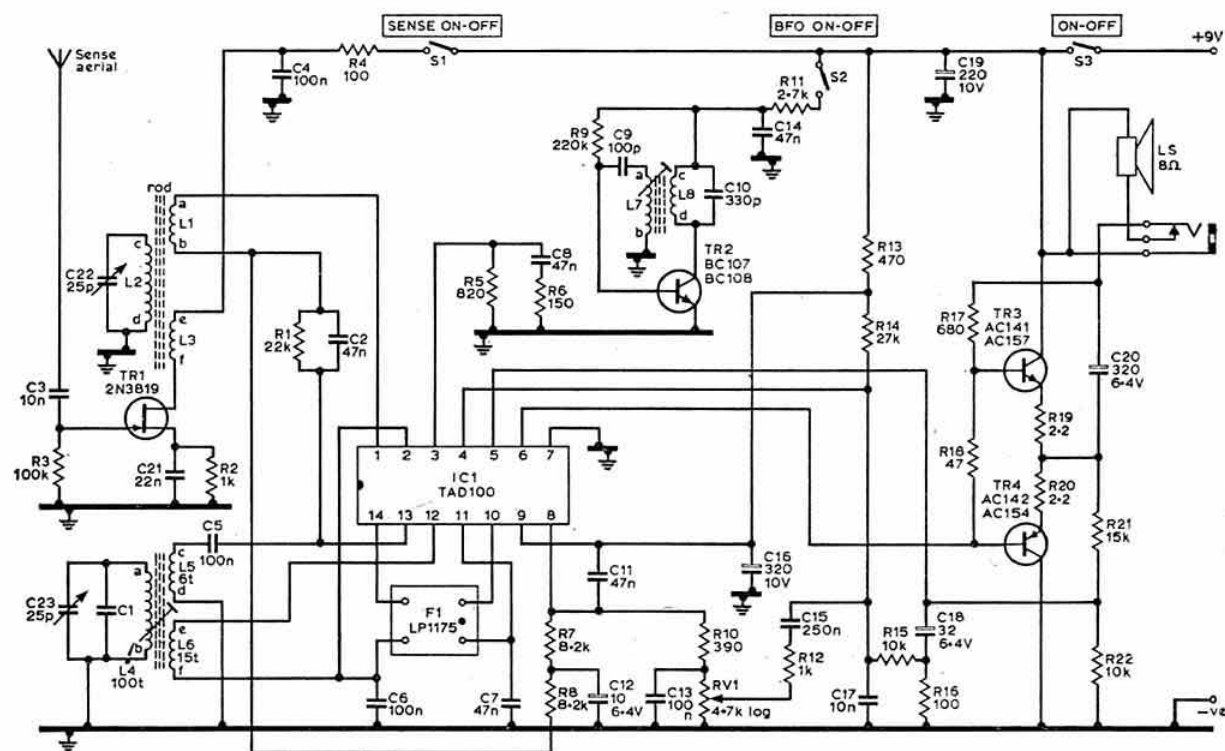 SENSE ON-OFF
BFO ON-OFF
ON-OFF
+9V
Sense
aerial
C4
100n
R4
100
S1
S2
S3
C19
220
10V
R11
2·7k
C14
47n
R9
220k
C9
100p
a
L7
b
c
L8
d
C10
330p
LS
8Ω
rod
a
L1
b
c
L2
d
C22
25p
e
L3
f
TR1
2N3819
C3
10n
R3
100k
C21
22n
R2
1k
R1
22k
C2
47n
R5
820
C8
47n
R6
150
TR2
BC107
BC108
R13
470
R14
27k
R17
680
TR3
AC141
AC157
C20
320
6·4V
R19
2·2
R18
47
TR4
AC142
AC154
R20
2·2
R21
15k
1 2 3 4 5 6 7
IC1
TAD100
14 13 12 11 10 9 8
C5
100n
C23
25p
C1
a
b
L4
100t
c
L5
6t
d
e
L6
15t
f
F1
LP1175
C6
100n
C7
47n
C11
47n
R7
8·2k
R8
8·2k
C12
10
6·4V
R10
390
C13
100
n
RV1
4·7k log
C16
320
10V
C15
250n
R12
1k
C17
10n
R15
10k
C18
32
6·4V
R16
100
R22
10k
-ve